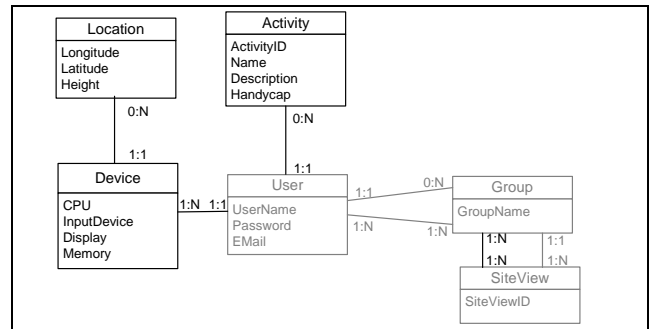 Location
Longitude
Latitude
Height
Activity
ActivityID
Name
Description
Handycap
0:N
0:N
1:1
1:1
Device
CPU
InputDevice
Display
Memory
1:N 1:1
User
UserName
Password
EMail
1:1
0:N
1:N
1:N
Group
GroupName
1:N
1:1
1:N
1:N
SiteView
SiteViewID